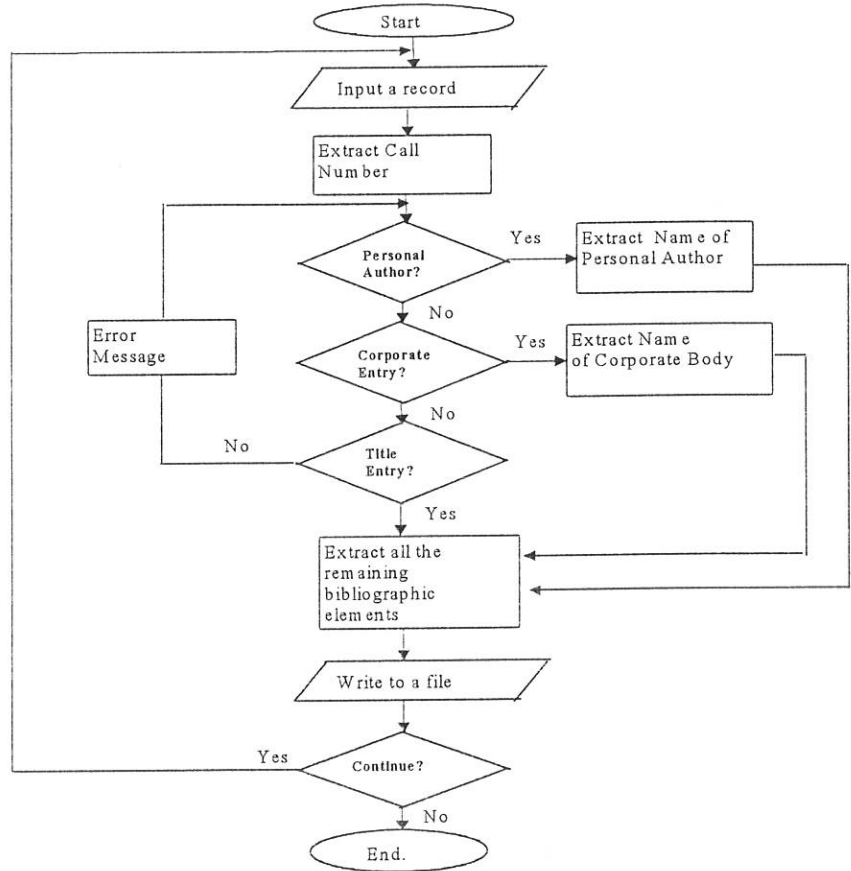 Start
Input a record
Extract Call
Number
Personal
Author?
Yes
Extract Name of
Personal Author
No
Error
Message
Corporate
Entry?
Yes
Extract Name
of Corporate Body
No
No
Title
Entry?
Yes
Extract all the
remaining
bibliographic
elements
Write to a file
Yes
Continue?
No
End.